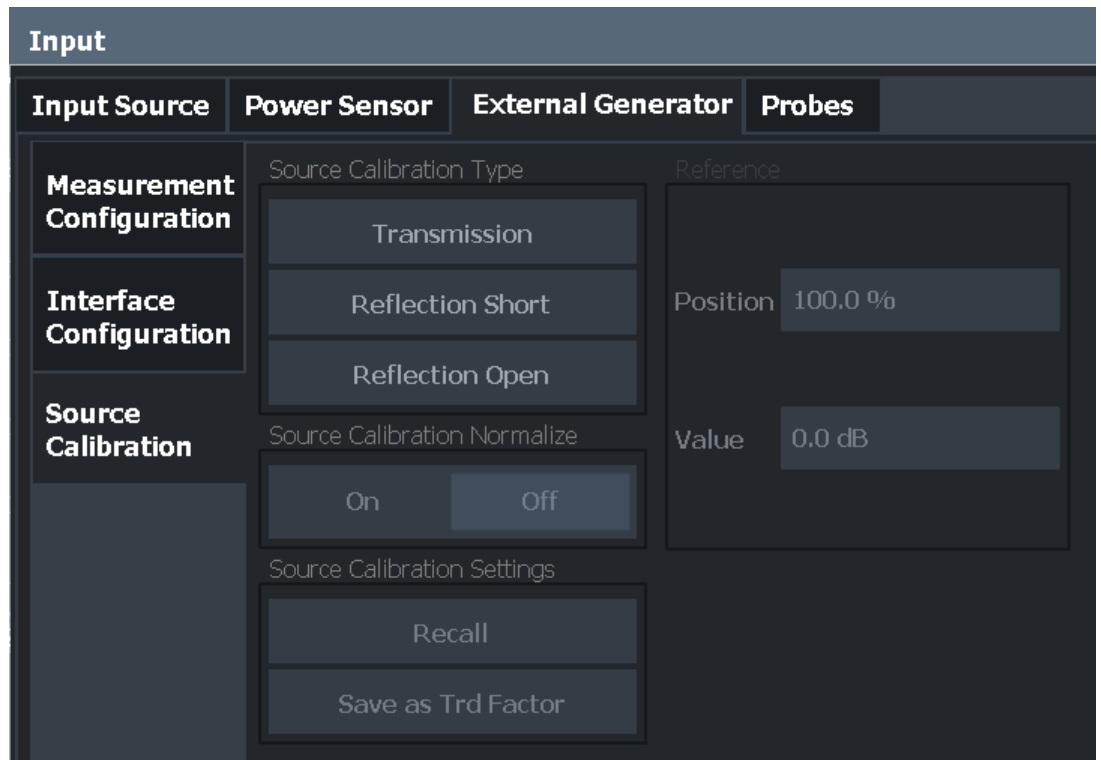 Input
Input Source Power Sensor External Generator Probes
Measurement
Configuration
Interface
Configuration
Source
Calibration
Source Calibration Type
Transmission
Reflection Short
Reflection Open
Source Calibration Normalize
On Off
Source Calibration Settings
Recall
Save as Trd Factor
Reference
Position 100.0 %
Value 0.0 dB